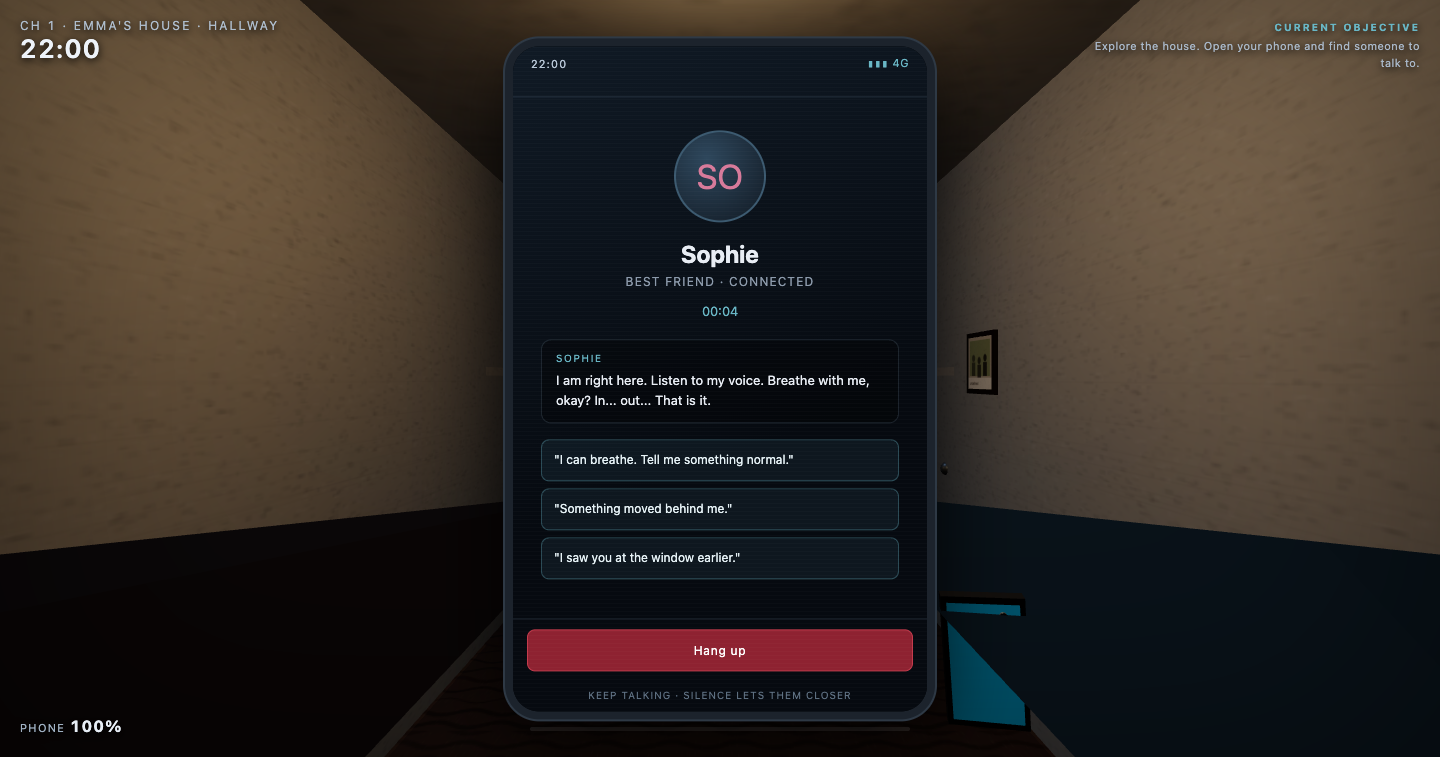 CH 1 · EMMA'S HOUSE · HALLWAY
22:00
CURRENT OBJECTIVE
Explore the house. Open your phone and find someone to
talk to.
22:00
4G
SO
Sophie
BEST FRIEND · CONNECTED
00:04
SOPHIE
I am right here. Listen to my voice. Breathe with me,
okay? In... out... That is it.
"I can breathe. Tell me something normal."
"Something moved behind me."
"I saw you at the window earlier."
Hang up
KEEP TALKING · SILENCE LETS THEM CLOSER
PHONE 100%